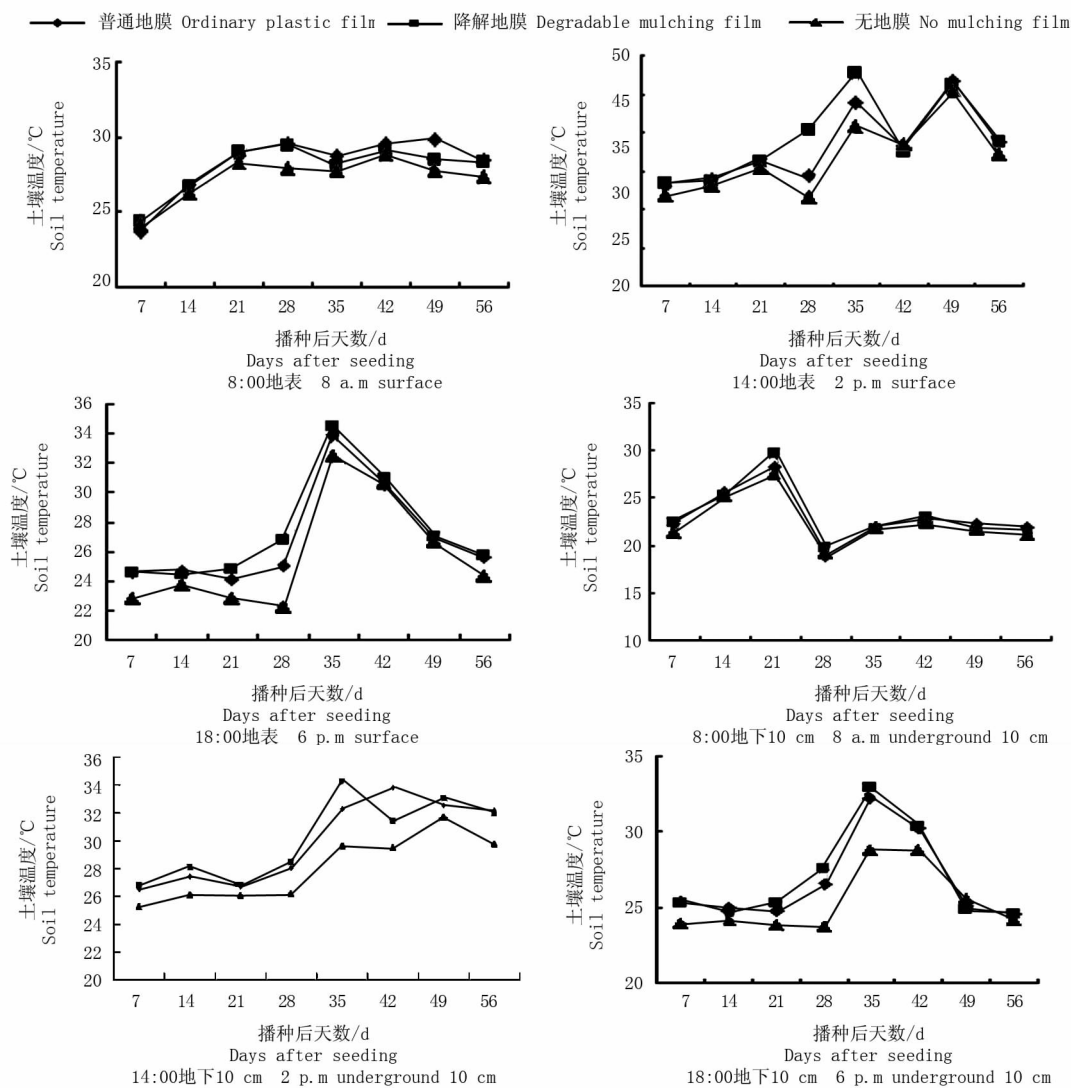 普通地膜 Ordinary plastic film 降解地膜 Degradable mulching film 无地膜 No mulching film
土壤温度/℃
Soil temperature
35
30
25
20
7 14 21 28 35 42 49 56
播种后天数/d
Days after seeding
8:00地表 8 a.m surface
土壤温度/℃
Soil temperature
50
45
35
30
25
20
7 14 21 28 35 42 49 56
播种后天数/d
Days after seeding
14:00地表 2 p.m surface
土壤温度/℃
Soil temperature
36
34
32
30
26
24
22
20
7 14 21 28 35 42 49 56
播种后天数/d
Days after seeding
18:00地表 6 p.m surface
土壤温度/℃
Soil temperature
35
30
25
20
10
7 14 21 28 35 42 49 56
播种后天数/d
Days after seeding
8:00地下10 cm 8 a.m underground 10 cm
土壤温度/℃
Soil temperature
36
34
32
30
28
26
24
20
7 14 21 28 35 42 49 56
播种后天数/d
Days after seeding
14:00地下10 cm 2 p.m underground 10 cm
土壤温度/℃
Soil temperature
35
30
25
20
7 14 21 28 35 42 49 56
播种后天数/d
Days after seeding
18:00地下10 cm 6 p.m underground 10 cm